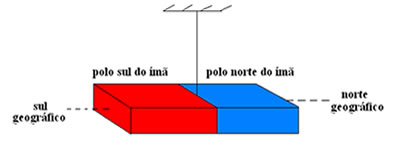 polo sul do ímã
polo norte do ímã
sul
geográfico
norte
geográfico